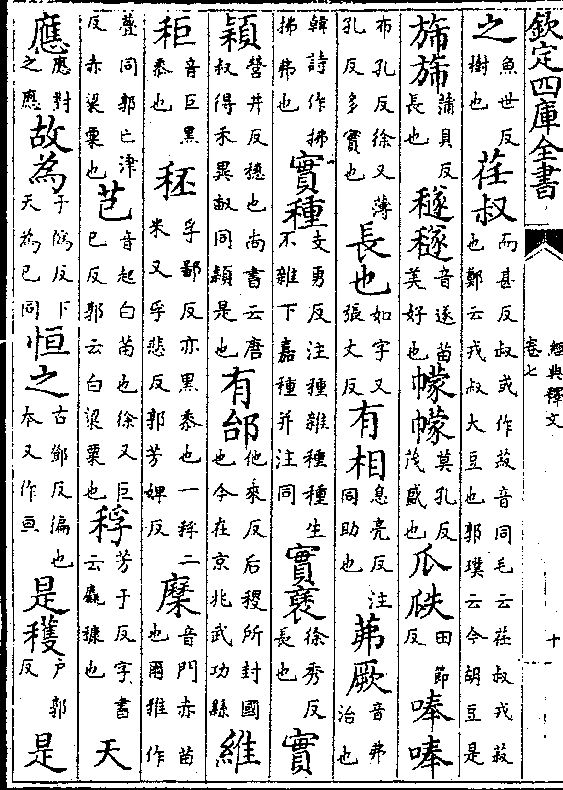 欽定四庫全書
經典釋文
卷七
十
之魚世反樹也荏叔而甚反叔或作菽音同毛云荏叔戎菽也鄭云戎叔大豆也郭璞云今胡豆是
斾斾蒲貝反長也穟穟音遂苗美好也幪幪莫孔反茂盛也瓜瓞田節反唪唪
布孔反徐又薄孔反多實也長也如字又張丈反有相息亮反注同助也茀厥音弗治也
韓詩作拂拂弗也實種支勇反注種雜種種生不雜下嘉種并注同實褎徐秀反長也實
穎營井反穗也尚書云唐叔得禾異畝同穎是也有邰他來反后稷所封國也今在京兆武功縣維
秬音巨黑黍也秠孚鄙反亦黑黍也一稃二米又孚悲反郭芳婢反穈音門赤苗也爾雅作
虋同郭亡津反赤粱粟也芑音起白苗也徐又巨已反郭云白粱粟也稃芳于反字書云麤糠也天
應應對之應故為于偽反下天為已同恒之古鄧反徧也本又作亘是穫戶郭反是